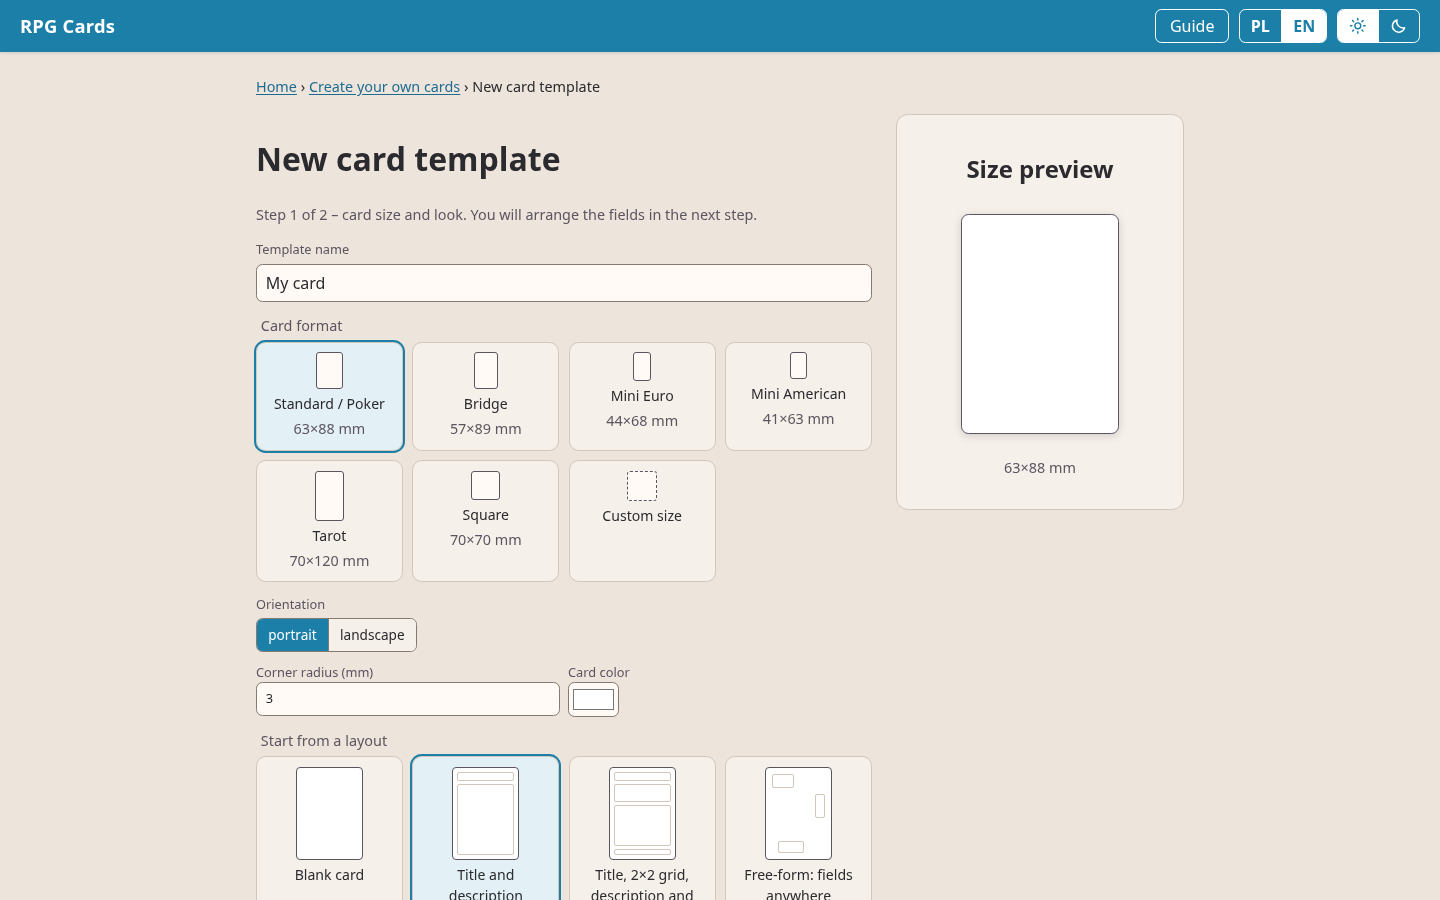 RPG Cards
Guide
PL
EN
Home › Create your own cards › New card template
New card template
Step 1 of 2 – card size and look. You will arrange the fields in the next step.
Template name
My card
Card format
Standard / Poker
63×88 mm
Bridge
57×89 mm
Mini Euro
44×68 mm
Mini American
41×63 mm
Tarot
70×120 mm
Square
70×70 mm
Custom size
Orientation
portrait
landscape
Corner radius (mm)
3
Card color
Start from a layout
Blank card
Title and
description
Title, 2×2 grid,
description and
Free-form: fields
anywhere
Size preview
63×88 mm